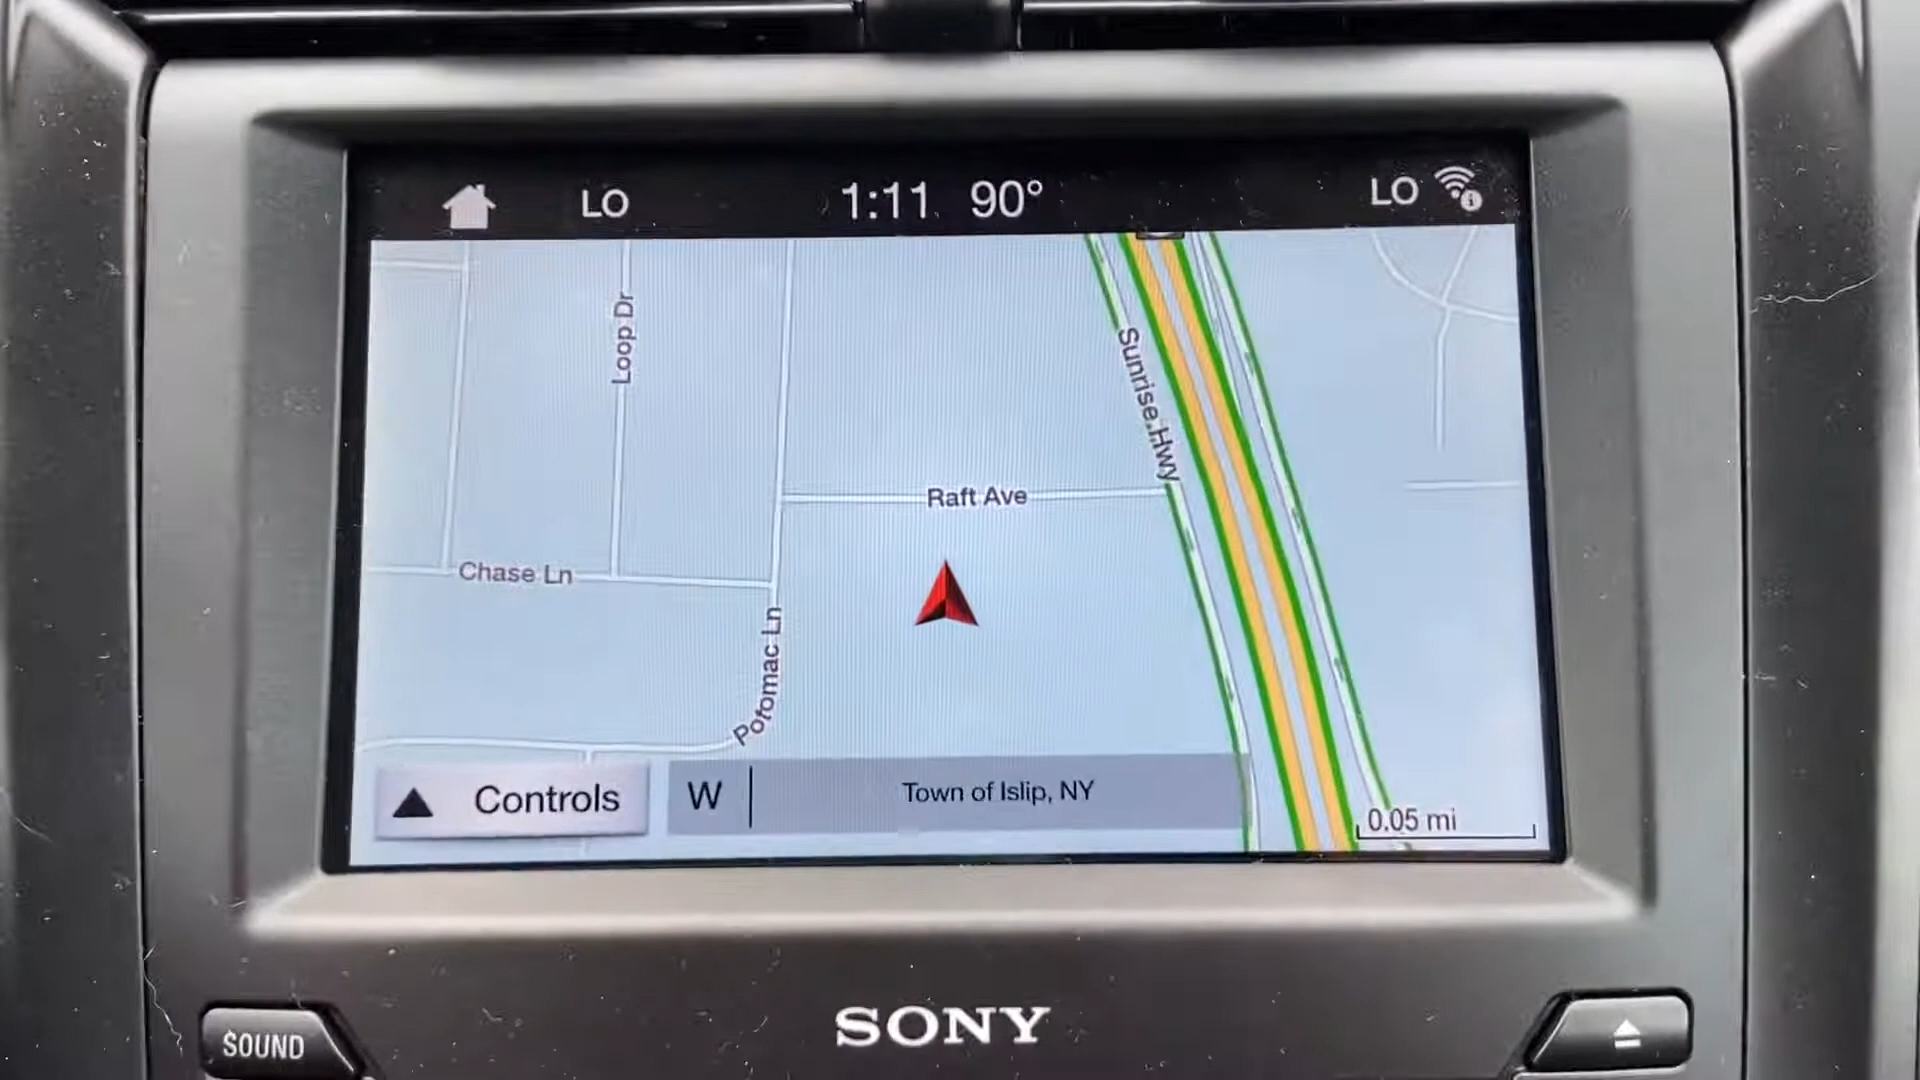 LO 1:11 90° LO
Loop Dr
Sunrise Hwy
Raft Ave
Chase Ln
Potomac Ln
Controls W Town of Islip, NY 0.05 mi
SONY
SOUND